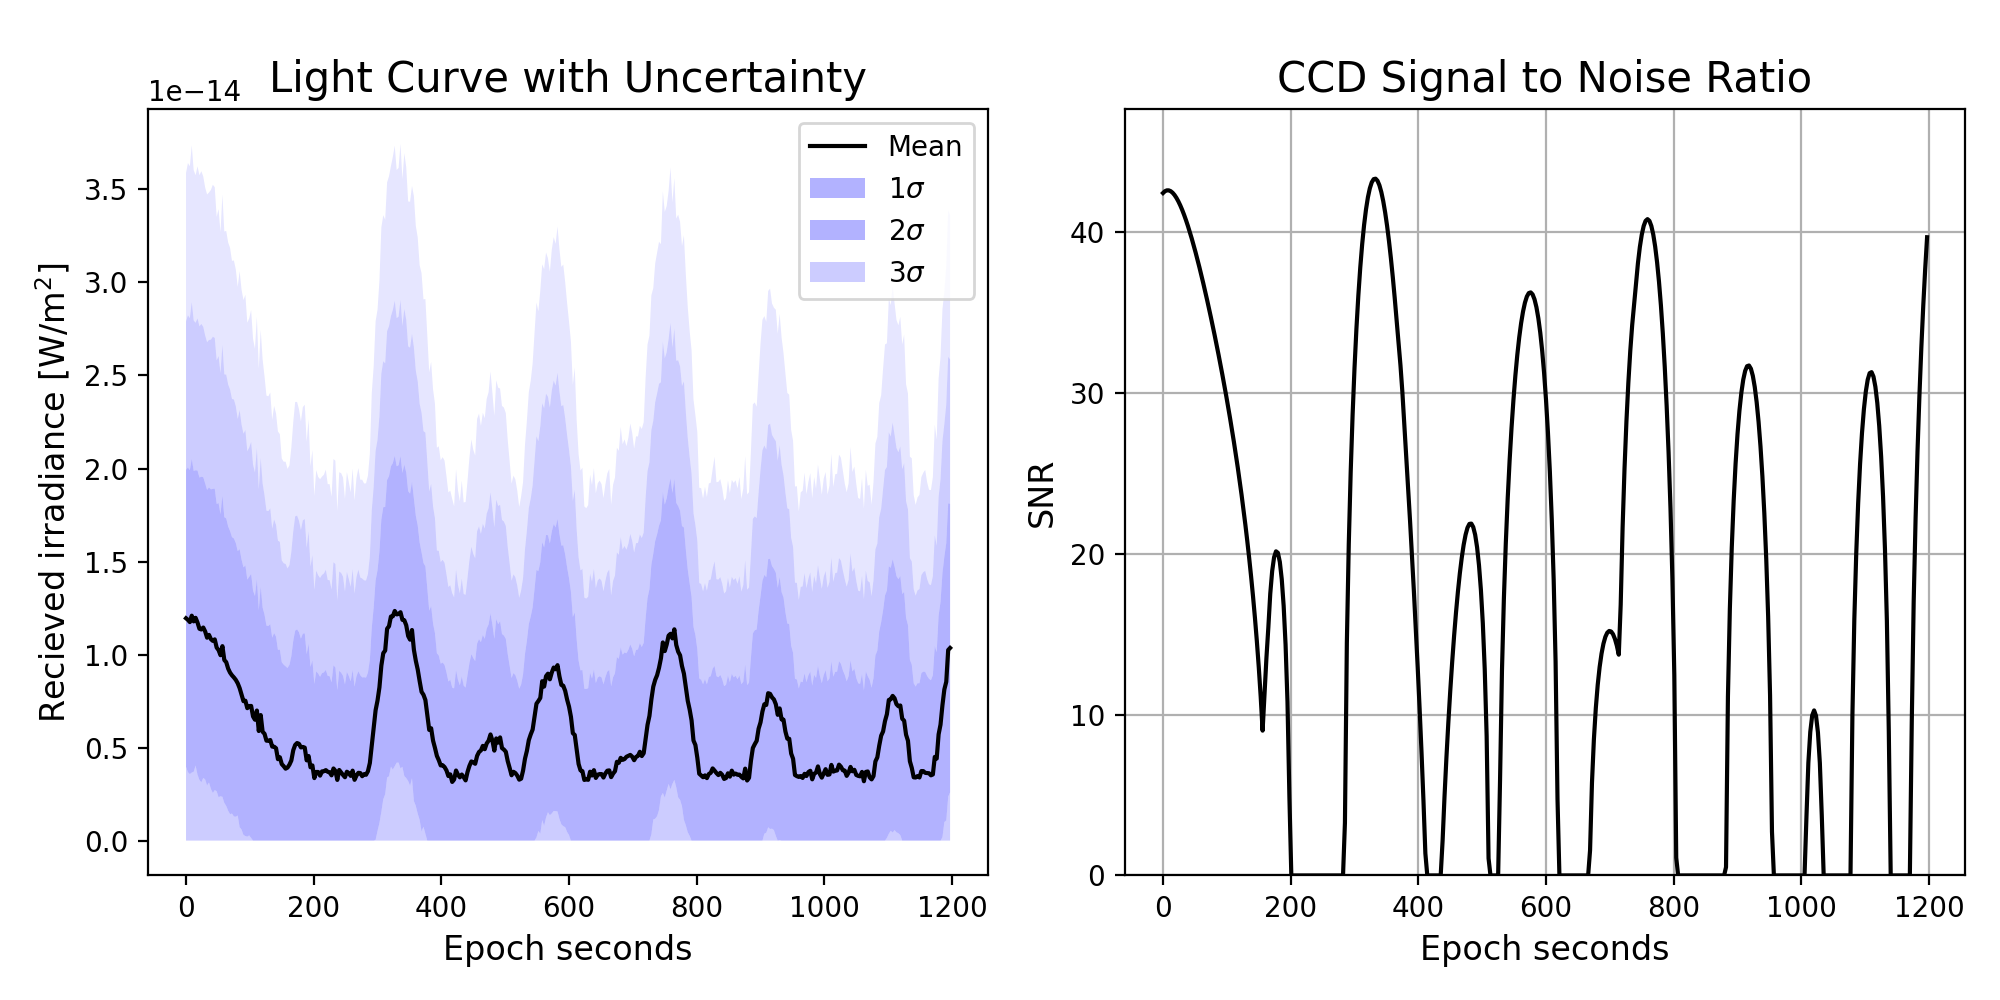 Light Curve with Uncertainty
1e−14
Recieved irradiance [W/m²]
3.5
3.0
2.5
2.0
1.5
1.0
0.5
0.0
0 200 400 600 800 1000 1200
Epoch seconds
Mean
1σ
2σ
3σ
CCD Signal to Noise Ratio
SNR
40
30
20
10
0
0 200 400 600 800 1000 1200
Epoch seconds